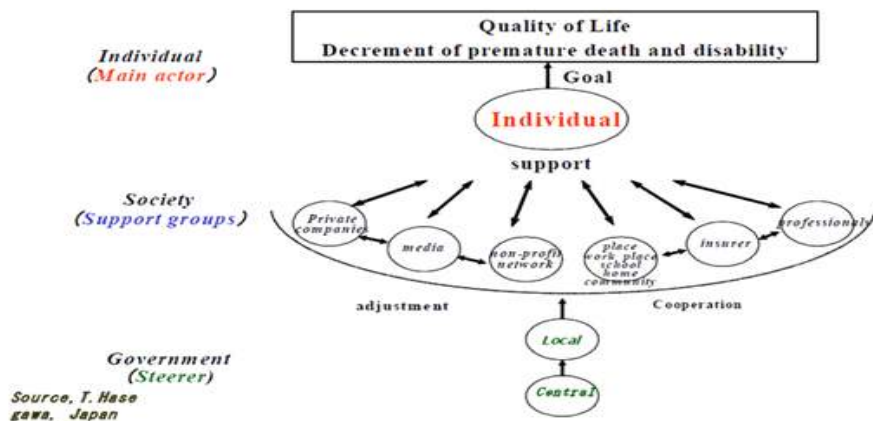 Quality of Life
Decrement of premature death and disability
Individual
(Main actor)
Goal
Individual
support
Society
(Support groups)
Private
companies
media
non-profit
network
place
work place
school
home
community
insurer
professionals
adjustment
Cooperation
Local
Government
(Steerer)
Central
Source, T. Hase
gawa, Japan